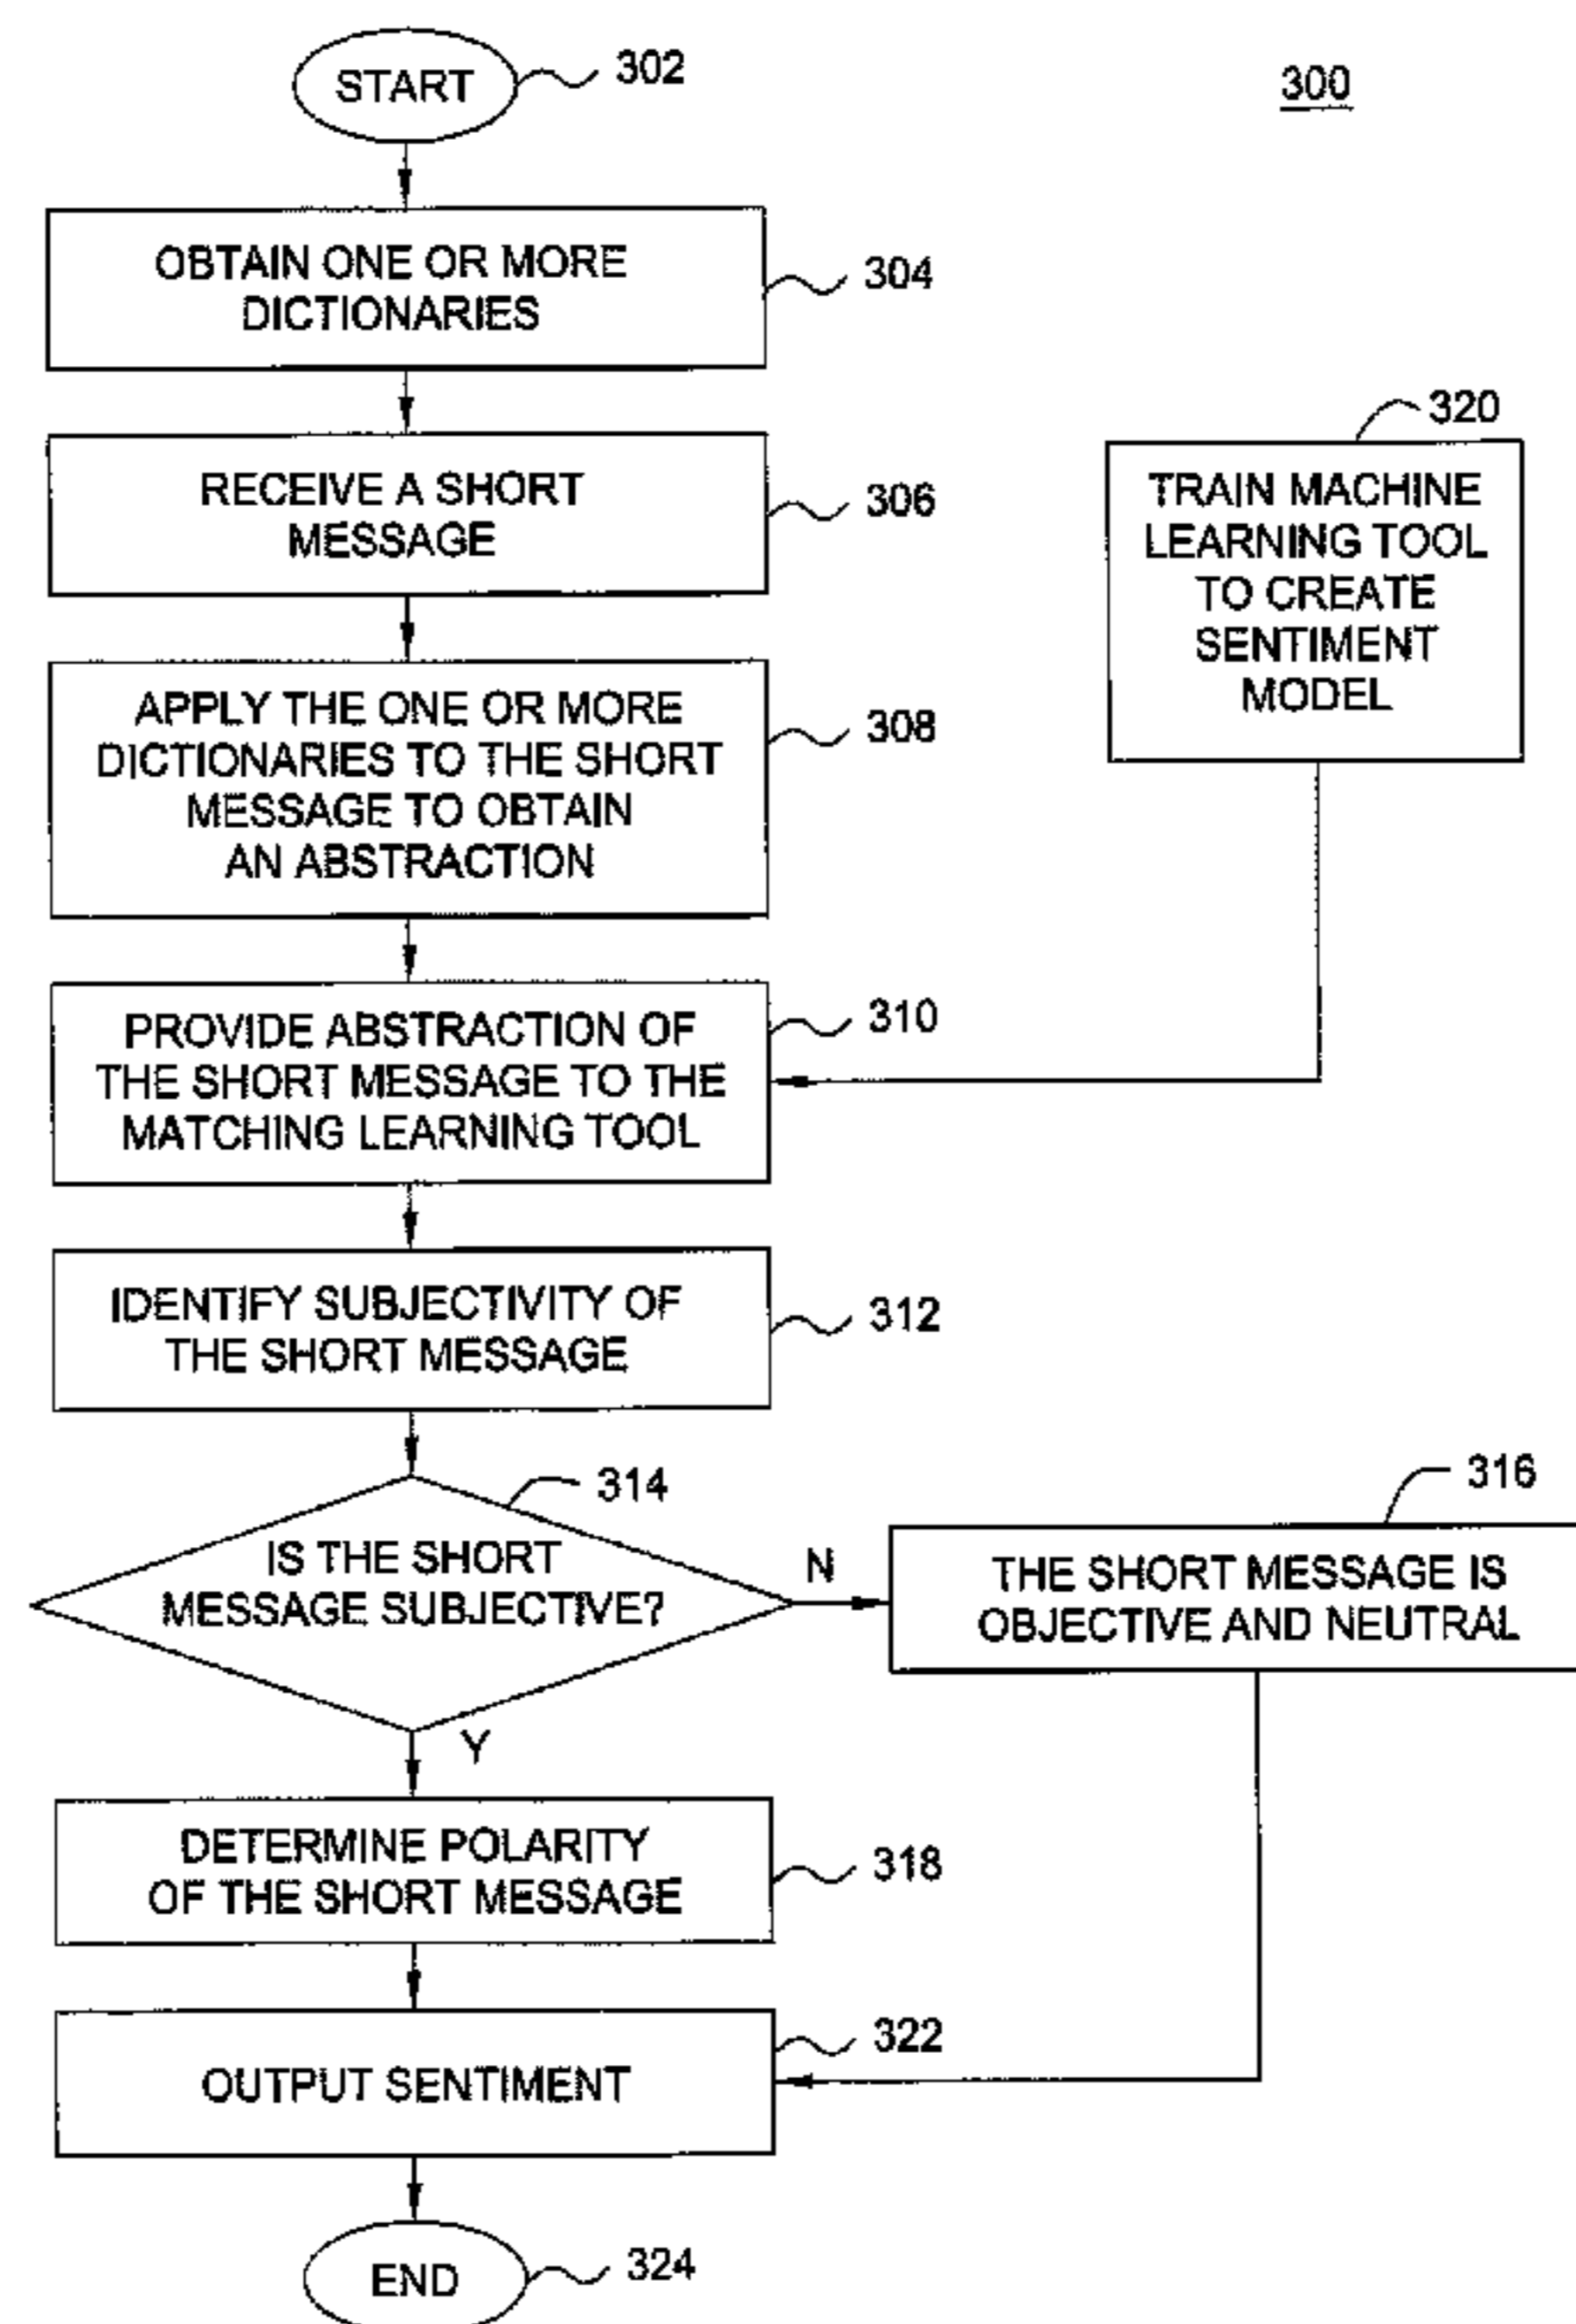 START
302
300
OBTAIN ONE OR MORE
DICTIONARIES
304
RECEIVE A SHORT
MESSAGE
306
320
TRAIN MACHINE
LEARNING TOOL
TO CREATE
SENTIMENT
MODEL
APPLY THE ONE OR MORE
DICTIONARIES TO THE SHORT
MESSAGE TO OBTAIN
AN ABSTRACTION
308
PROVIDE ABSTRACTION OF
THE SHORT MESSAGE TO THE
MATCHING LEARNING TOOL
310
IDENTIFY SUBJECTIVITY OF
THE SHORT MESSAGE
312
314
IS THE SHORT
MESSAGE SUBJECTIVE?
N
316
THE SHORT MESSAGE IS
OBJECTIVE AND NEUTRAL
Y
DETERMINE POLARITY
OF THE SHORT MESSAGE
318
OUTPUT SENTIMENT
322
END
324